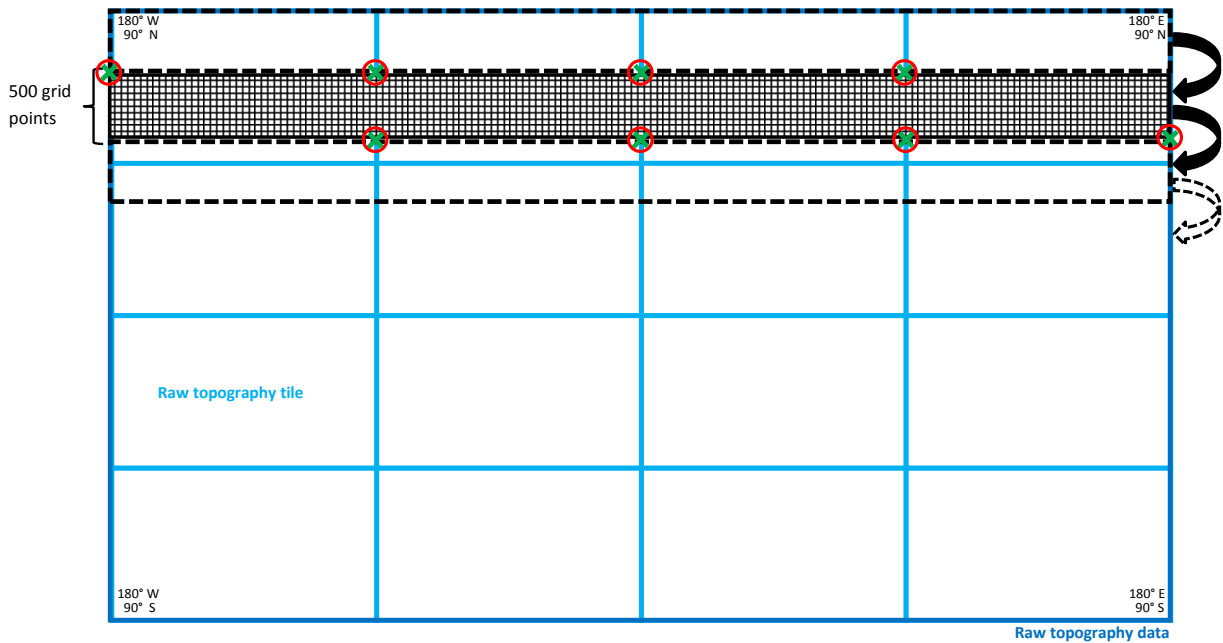 180° W
90° N
180° E
90° N
500 grid
points
Raw topography tile
180° W
90° S
180° E
90° S
Raw topography data